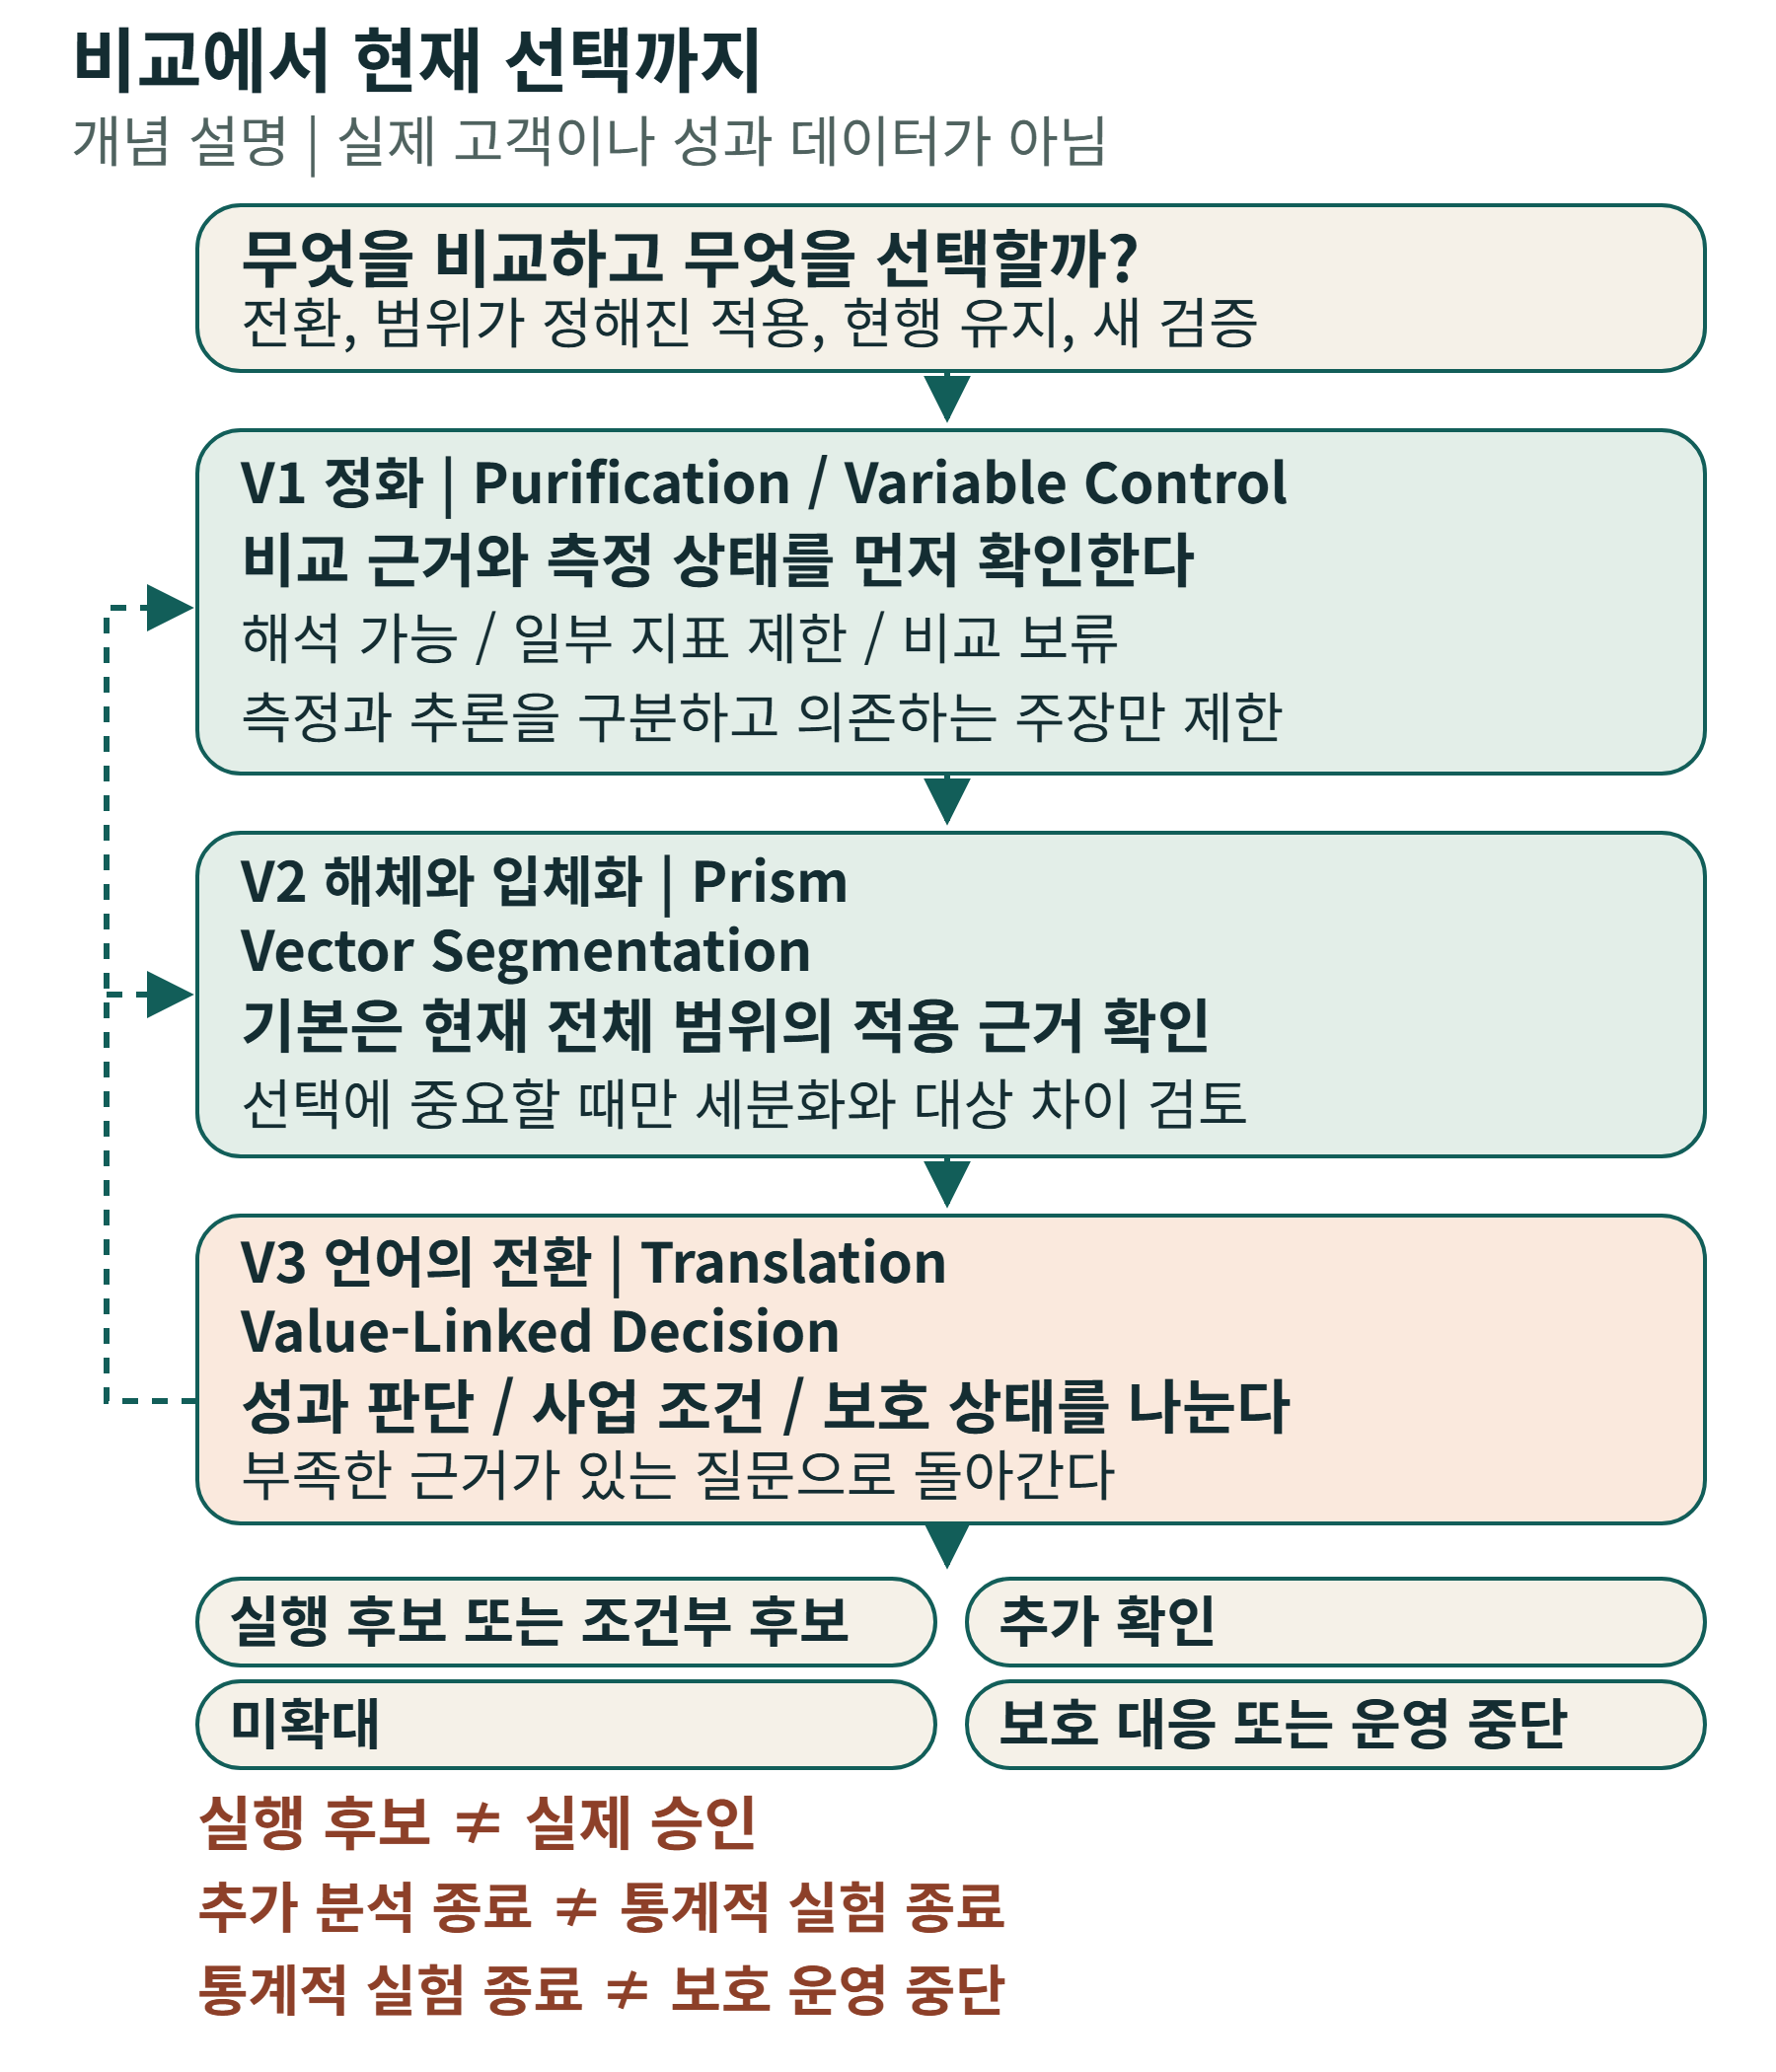 비교에서 현재 선택까지
개념 설명 | 실제 고객이나 성과 데이터가 아님
무엇을 비교하고 무엇을 선택할까?
전환, 범위가 정해진 적용, 현행 유지, 새 검증
V1 정화 | Purification / Variable Control
비교 근거와 측정 상태를 먼저 확인한다
해석 가능 / 일부 지표 제한 / 비교 보류
측정과 추론을 구분하고 의존하는 주장만 제한
V2 해체와 입체화 | Prism
Vector Segmentation
기본은 현재 전체 범위의 적용 근거 확인
선택에 중요할 때만 세분화와 대상 차이 검토
V3 언어의 전환 | Translation
Value-Linked Decision
성과 판단 / 사업 조건 / 보호 상태를 나눈다
부족한 근거가 있는 질문으로 돌아간다
실행 후보 또는 조건부 후보
추가 확인
미확대
보호 대응 또는 운영 중단
실행 후보 ≠ 실제 승인
추가 분석 종료 ≠ 통계적 실험 종료
통계적 실험 종료 ≠ 보호 운영 중단